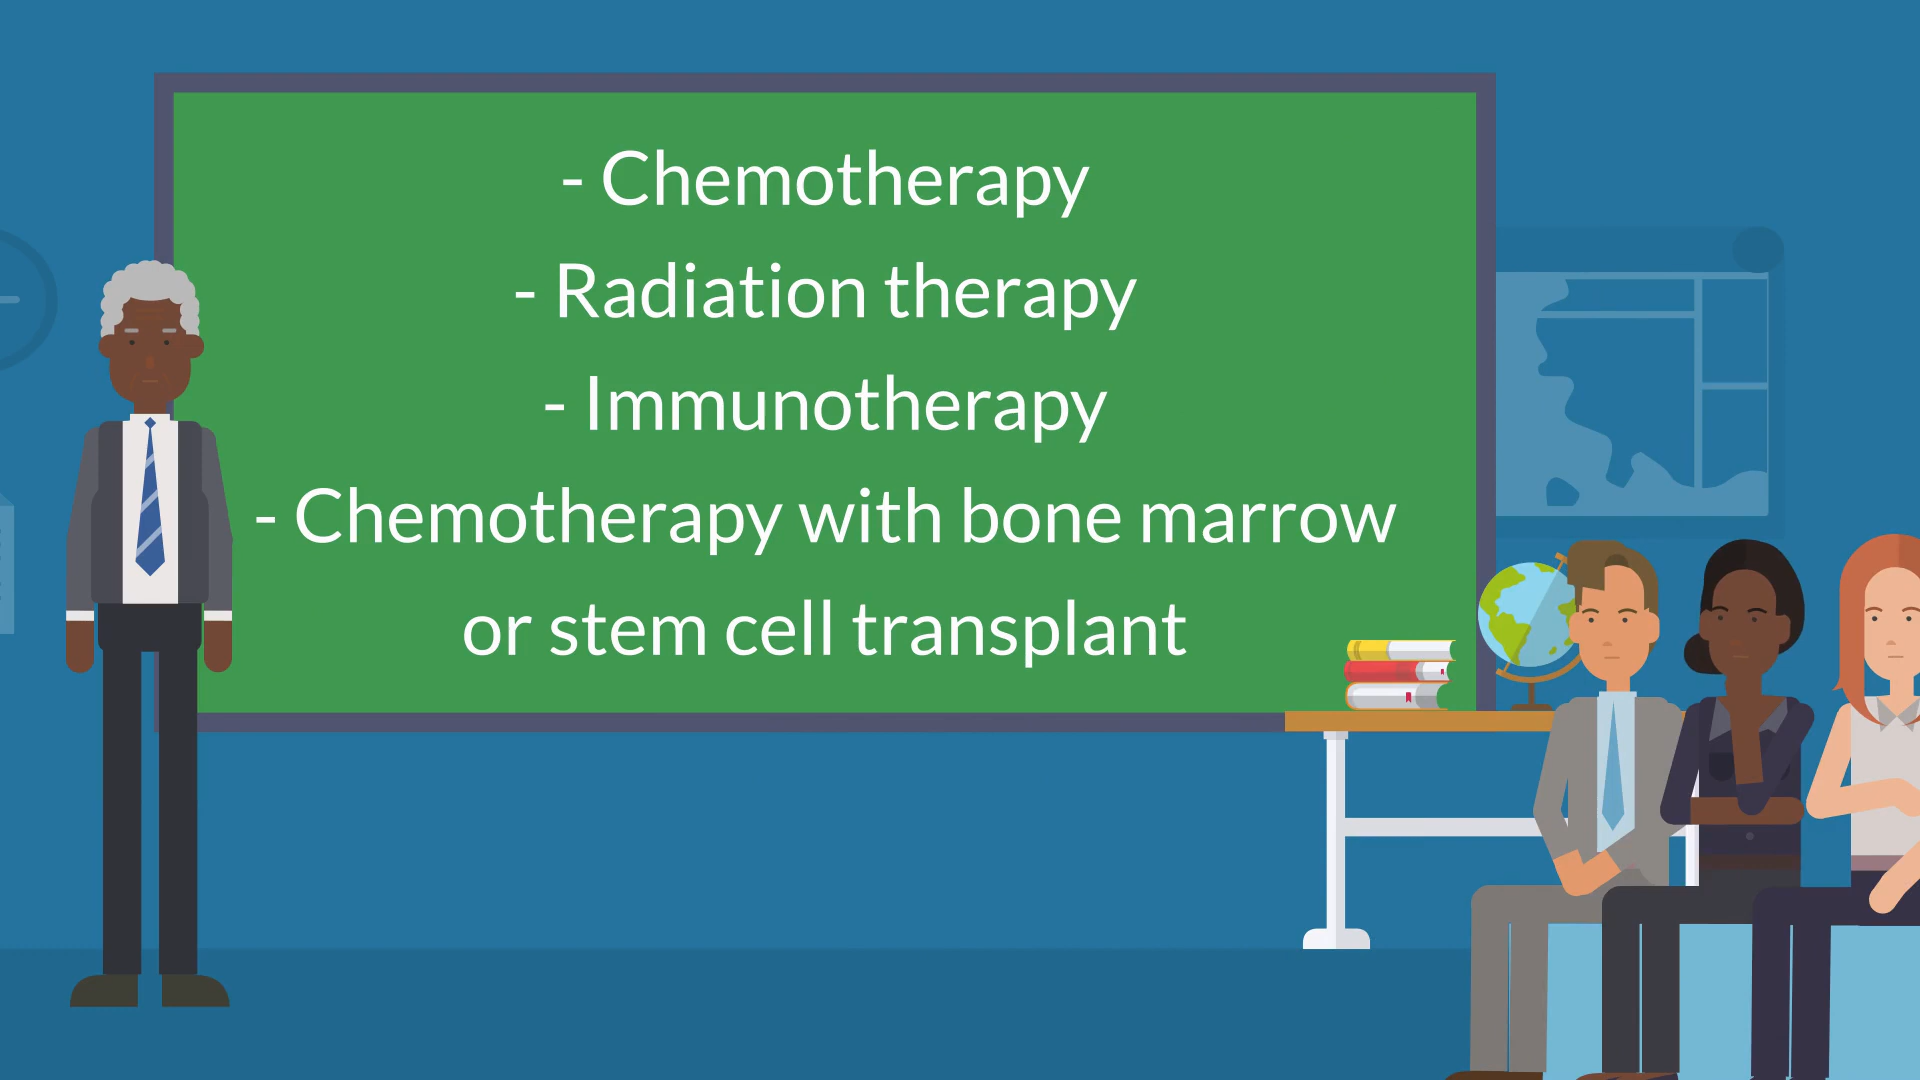 - Chemotherapy
- Radiation therapy
- Immunotherapy
- Chemotherapy with bone marrow
or stem cell transplant